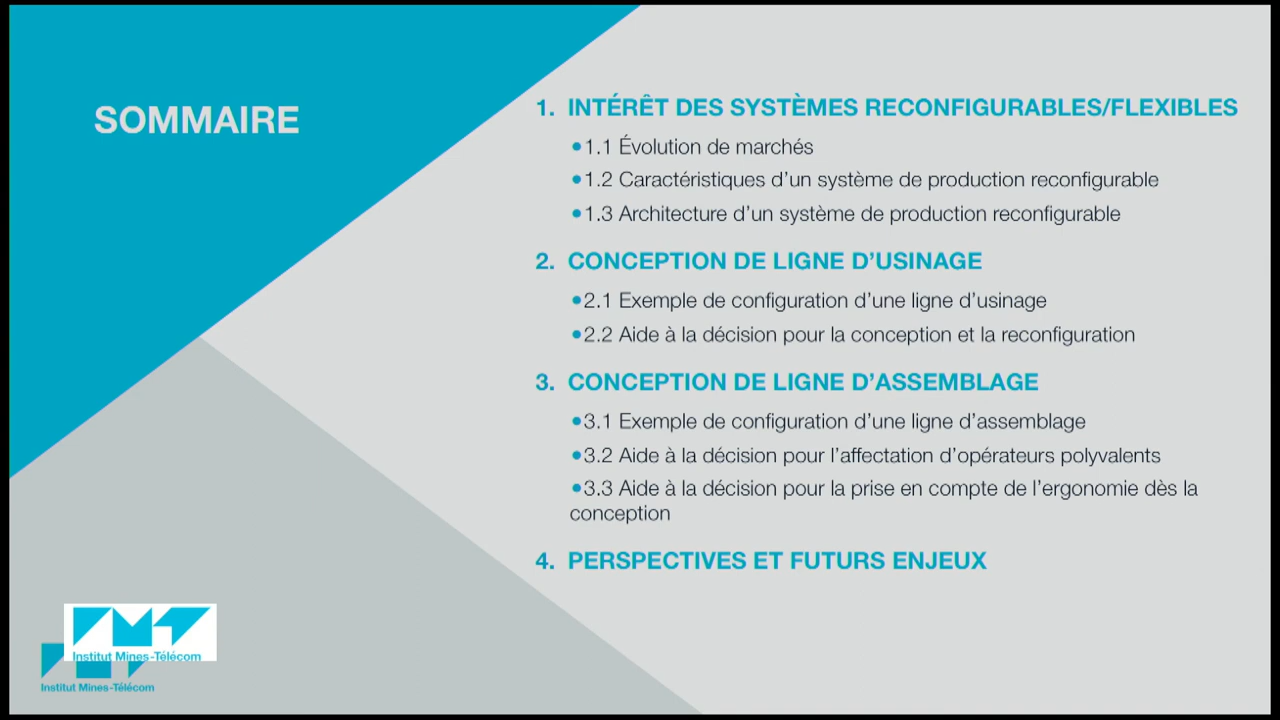 SOMMAIRE
1. INTÉRÊT DES SYSTÈMES RECONFIGURABLES/FLEXIBLES
•1.1 Évolution de marchés
•1.2 Caractéristiques d’un système de production reconfigurable
•1.3 Architecture d’un système de production reconfigurable
2. CONCEPTION DE LIGNE D’USINAGE
•2.1 Exemple de configuration d’une ligne d’usinage
•2.2 Aide à la décision pour la conception et la reconfiguration
3. CONCEPTION DE LIGNE D’ASSEMBLAGE
•3.1 Exemple de configuration d’une ligne d’assemblage
•3.2 Aide à la décision pour l’affectation d’opérateurs polyvalents
•3.3 Aide à la décision pour la prise en compte de l’ergonomie dès la
conception
4. PERSPECTIVES ET FUTURS ENJEUX
Institut Mines-Télécom
Institut Mines-Télécom